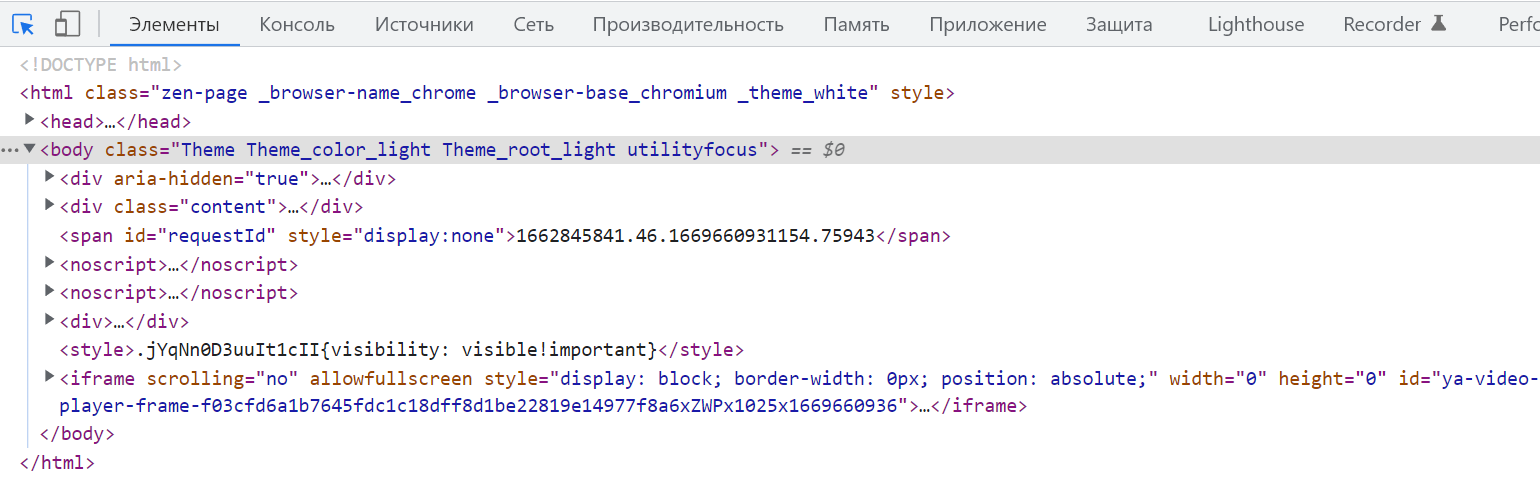 Элементы Консоль Источники Сеть Производительность Память Приложение Защита Lighthouse Recorder Perfo
<!DOCTYPE html>
<html class="zen-page _browser-name_chrome _browser-base_chromium _theme_white" style>
<head>…</head>
<body class="Theme Theme_color_light Theme_root_light utilityfocus"> == $0
<div aria-hidden="true">…</div>
<div class="content">…</div>
<span id="requestId" style="display:none">1662845841.46.1669660931154.75943</span>
<noscript>…</noscript>
<noscript>…</noscript>
<div>…</div>
<style>.jYqNn0D3uuIt1cII{visibility: visible!important}</style>
<iframe scrolling="no" allowfullscreen style="display: block; border-width: 0px; position: absolute;" width="0" height="0" id="ya-video-
player-frame-f03cfd6a1b7645fdc1c18dff8d1be22819e14977f8a6xZWPx1025x1669660936">…</iframe>
</body>
</html>